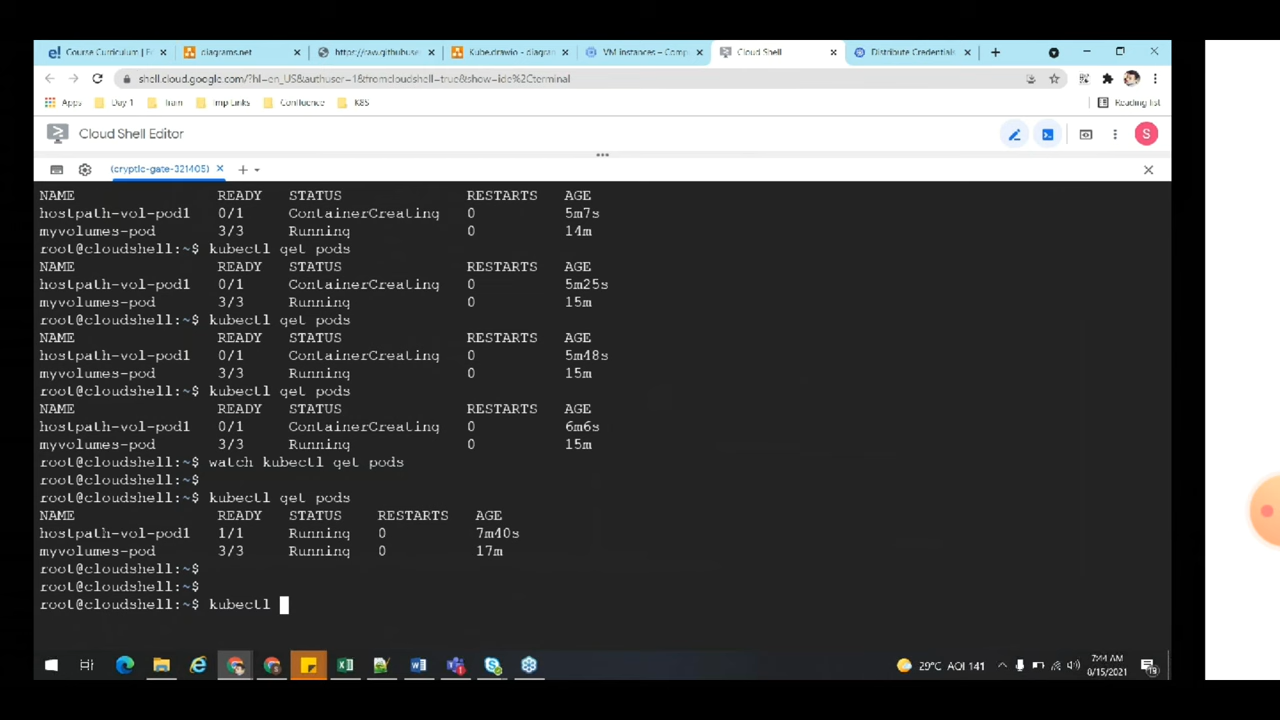 Course Curriculum | E
diagrams.net
https://raw.githubuse
Kube.drawio - diagram
VM instances – Comp
Cloud Shell
Distribute Credentials
shell.cloud.google.com/?hl=en_US&authuser=1&fromcloudshell=true&show=ide%2Cterminal
Apps
Day 1
Train
Imp Links
Confluence
K8S
Reading list
Cloud Shell Editor
S
(cryptic-gate-321405)
NAME READY STATUS RESTARTS AGE
hostpath-vol-pod1 0/1 ContainerCreating 0 5m7s
myvolumes-pod 3/3 Running 0 14m
root@cloudshell:~$ kubectl get pods
NAME READY STATUS RESTARTS AGE
hostpath-vol-pod1 0/1 ContainerCreating 0 5m25s
myvolumes-pod 3/3 Running 0 15m
root@cloudshell:~$ kubectl get pods
NAME READY STATUS RESTARTS AGE
hostpath-vol-pod1 0/1 ContainerCreating 0 5m48s
myvolumes-pod 3/3 Running 0 15m
root@cloudshell:~$ kubectl get pods
NAME READY STATUS RESTARTS AGE
hostpath-vol-pod1 0/1 ContainerCreating 0 6m6s
myvolumes-pod 3/3 Running 0 15m
root@cloudshell:~$ watch kubectl get pods
root@cloudshell:~$
root@cloudshell:~$ kubectl get pods
NAME READY STATUS RESTARTS AGE
hostpath-vol-pod1 1/1 Running 0 7m40s
myvolumes-pod 3/3 Running 0 17m
root@cloudshell:~$
root@cloudshell:~$
root@cloudshell:~$ kubectl
29°C AQI 141
7:44 AM
8/15/2021